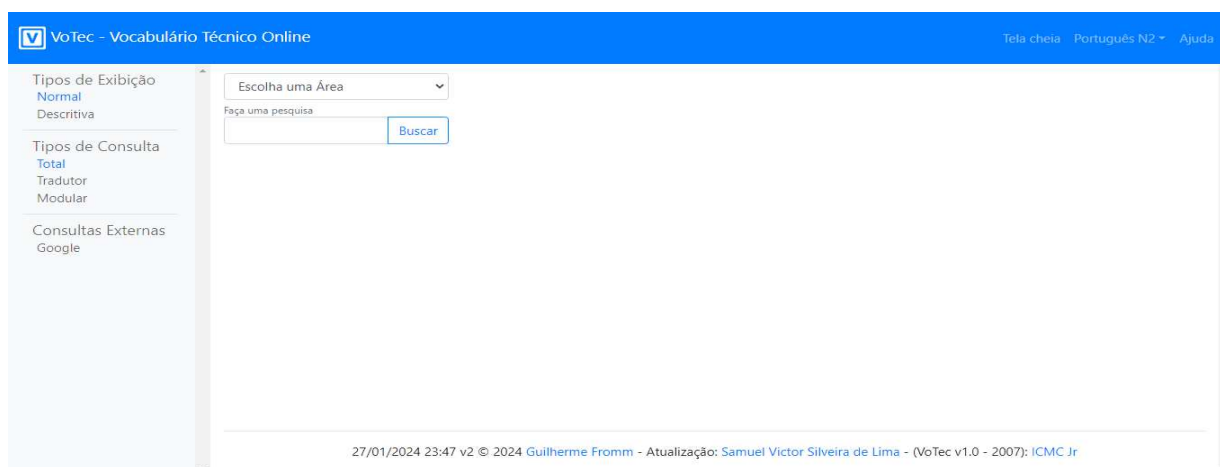 V VoTec - Vocabulário Técnico Online
Tela cheia Português N2 Ajuda
Tipos de Exibição
Normal
Descritiva
Tipos de Consulta
Total
Tradutor
Modular
Consultas Externas
Google
Escolha uma Área
Faça uma pesquisa
Buscar
27/01/2024 23:47 v2 © 2024 Guilherme Fromm - Atualização: Samuel Victor Silveira de Lima - (VoTec v1.0 - 2007): ICMC Jr